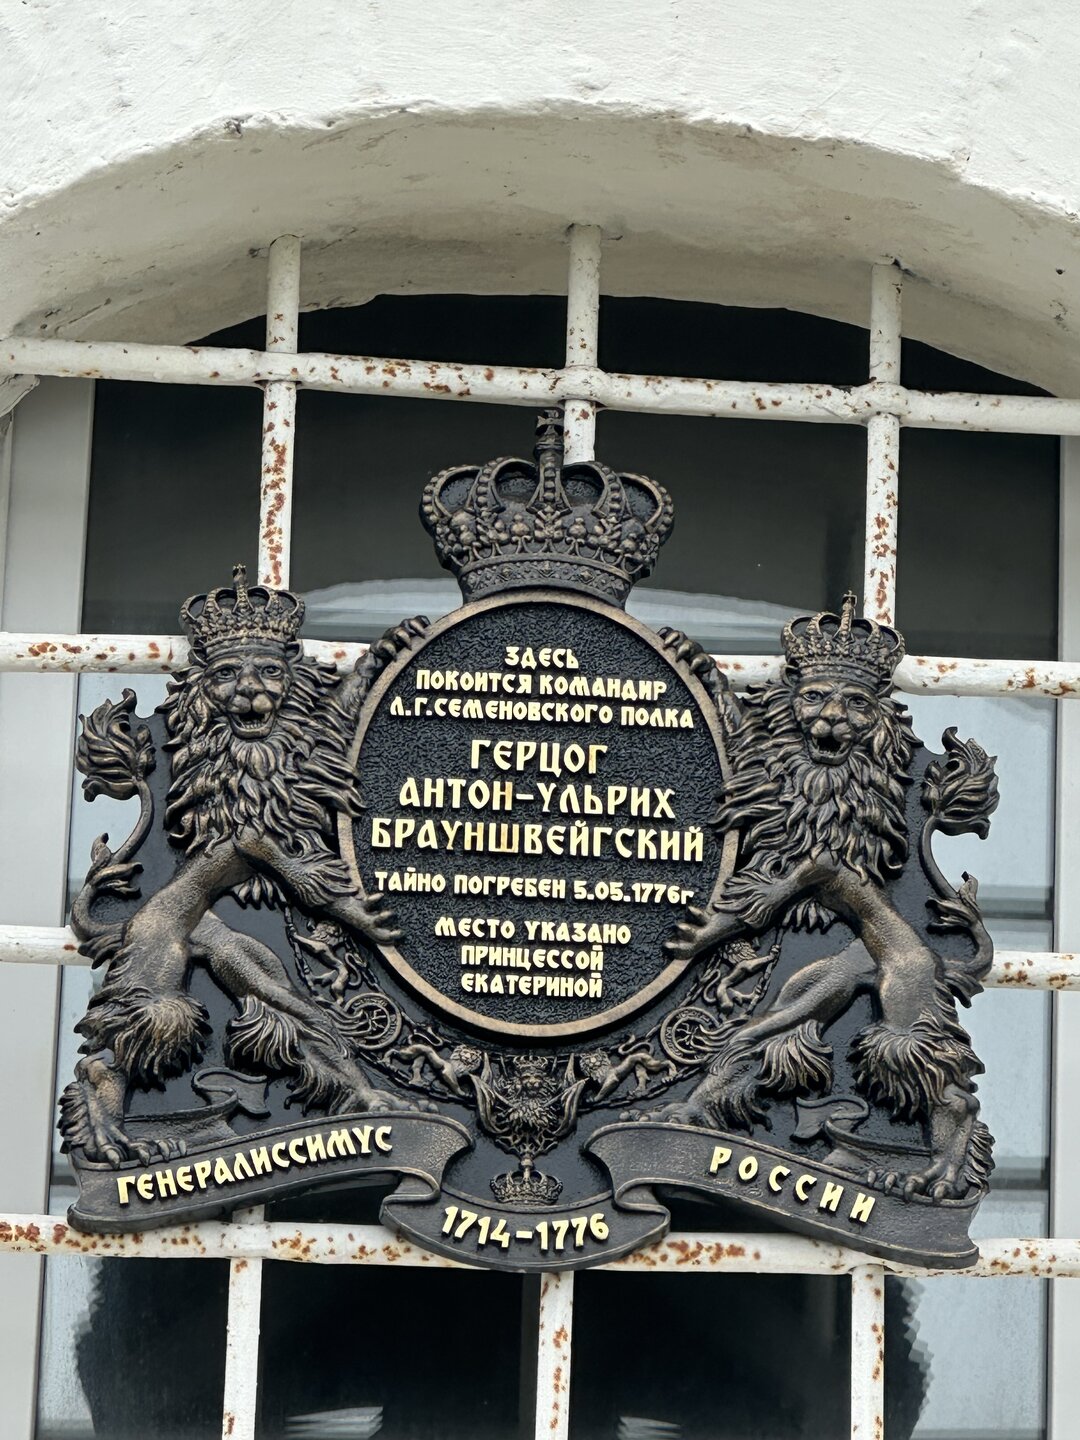 ЗДЕСЬ
ПОКОИТСЯ КОМАНДИР
Л.Г.СЕМЕНОВСКОГО ПОЛКА
ГЕРЦОГ
АНТОН-УЛЬРИХ
БРАУНШВЕЙГСКИЙ
ТАЙНО ПОГРЕБЕН 5.05.1776г
МЕСТО УКАЗАНО
ПРИНЦЕССОЙ
ЕКАТЕРИНОЙ
ГЕНЕРАЛИССИМУС
РОССИИ
1714-1776